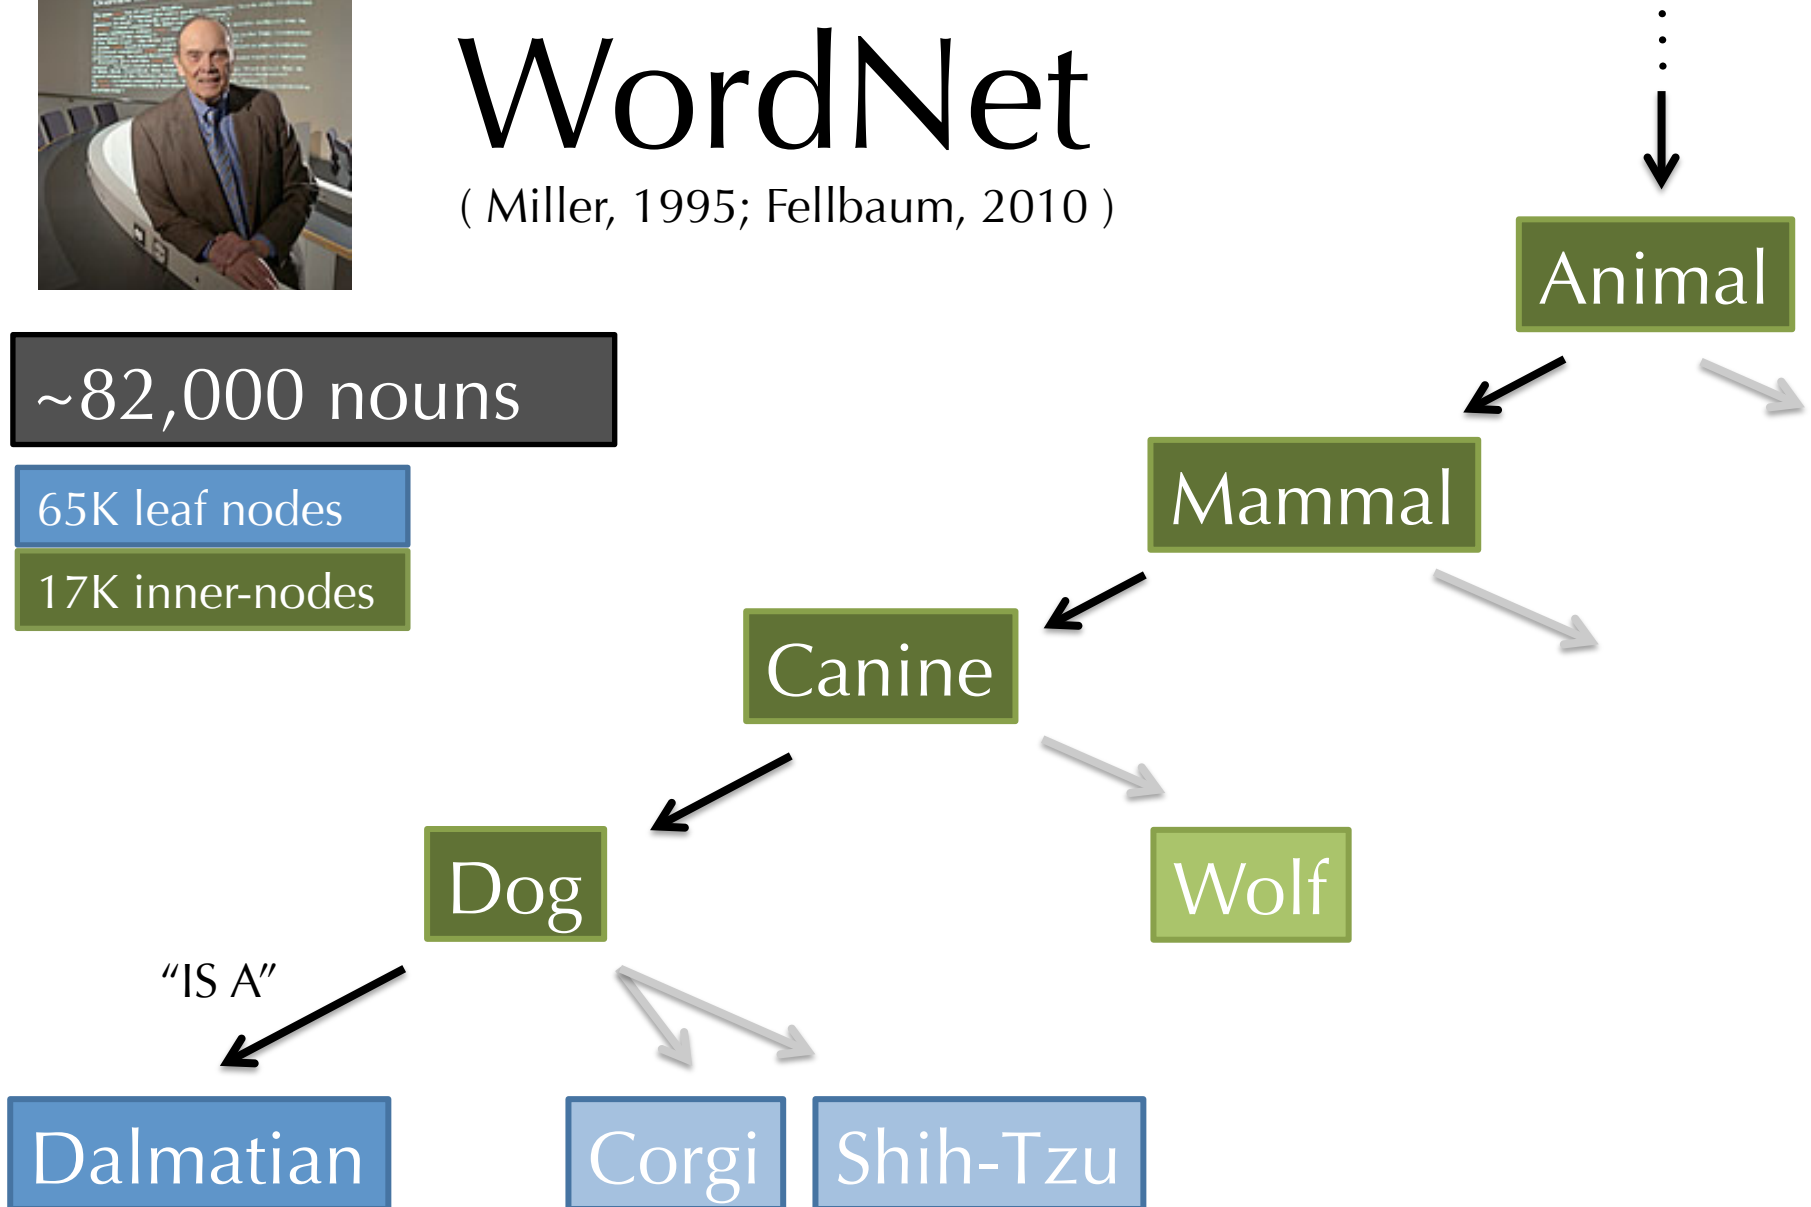 WordNet
( Miller, 1995; Fellbaum, 2010 )
~82,000 nouns
65K leaf nodes
17K inner-nodes
Animal
Mammal
Canine
Dog
Wolf
“IS A”
Dalmatian
Corgi
Shih-Tzu